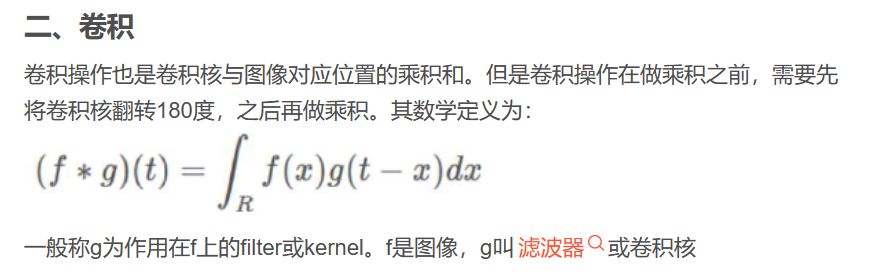 二、卷积
卷积操作也是卷积核与图像对应位置的乘积和。但是卷积操作在做乘积之前，需要先
将卷积核翻转180度，之后再做乘积。其数学定义为：
(f ∗ g)(t) = ∫_R f(x)g(t − x)dx
一般称g为作用在f上的filter或kernel。f是图像，g叫滤波器或卷积核